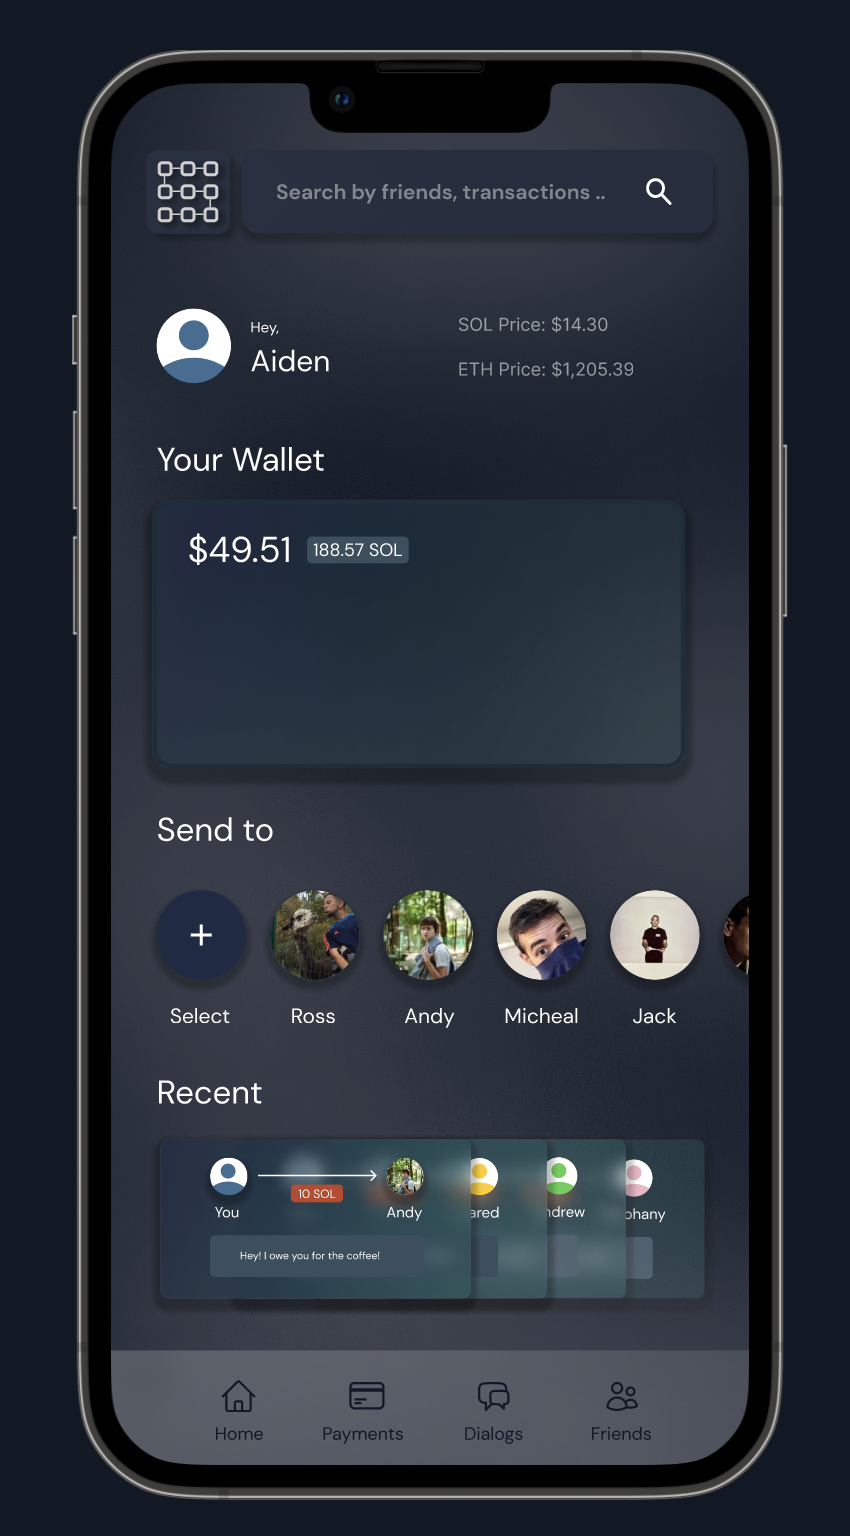 Search by friends, transactions ..
Hey,
Aiden
SOL Price: $14.30
ETH Price: $1,205.39
Your Wallet
$49.51 188.57 SOL
Send to
Select Ross Andy Micheal Jack
Recent
10 SOL
You Andy ared ndrew phany
Hey! I owe you for the coffee!
Home Payments Dialogs Friends